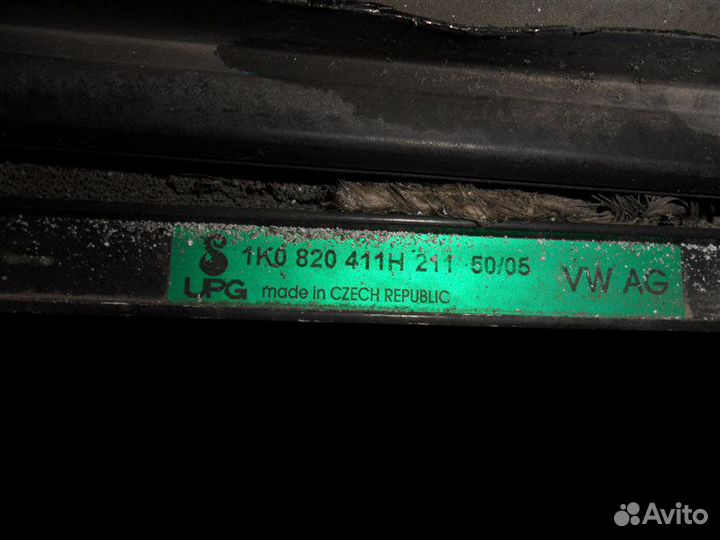 1K0 820 411H 211 50/05
VW AG
LPG made in CZECH REPUBLIC
Avito